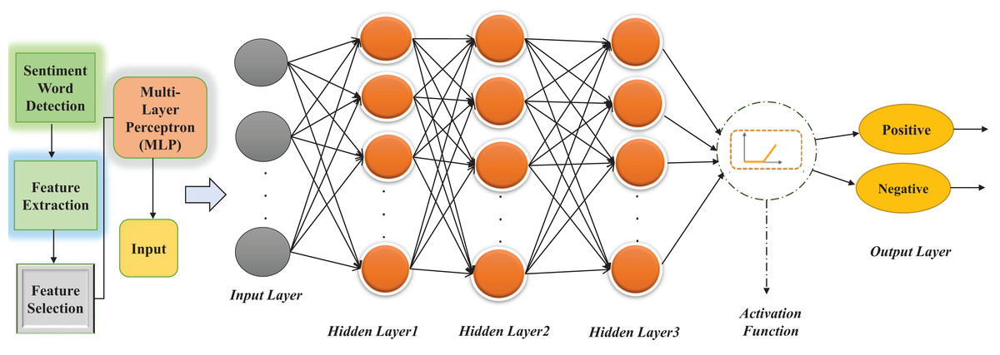 Sentiment
Word
Detection
Feature
Extraction
Feature
Selection
Multi-
Layer
Perceptron
(MLP)
Input
Input Layer
Hidden Layer1
Hidden Layer2
Hidden Layer3
Activation
Function
Positive
Negative
Output Layer